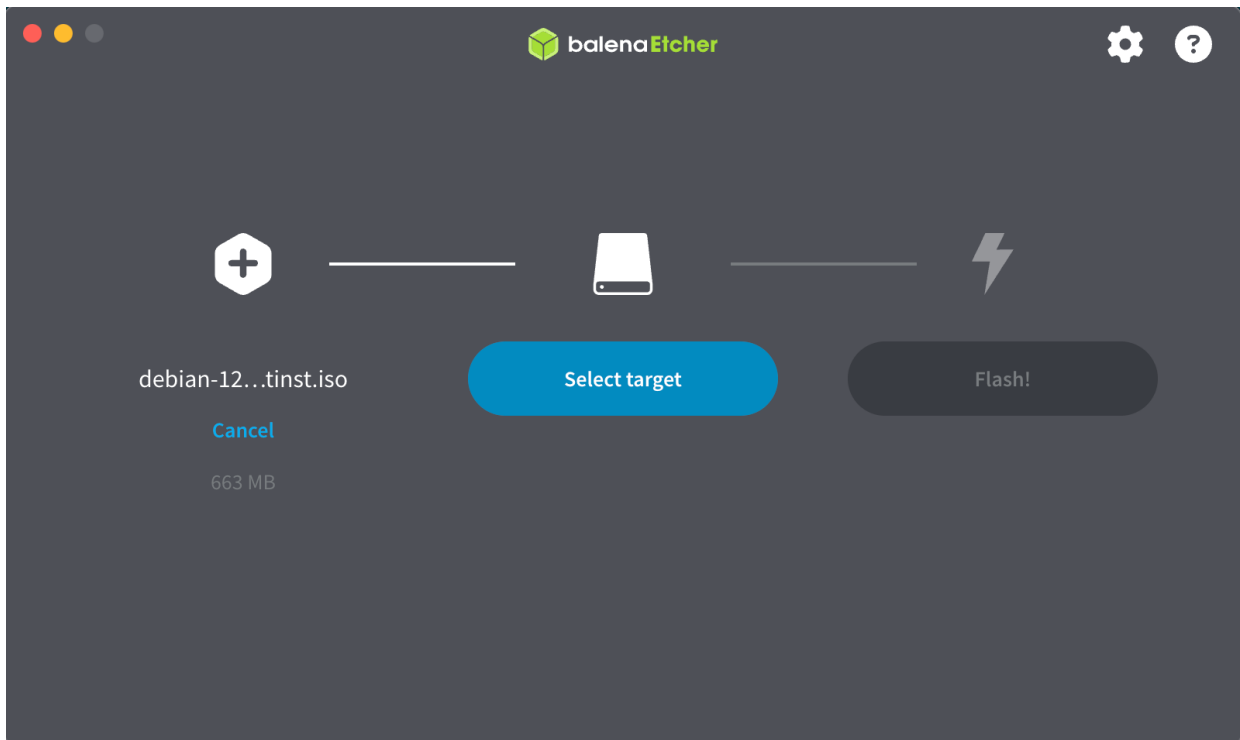 balenaEtcher
?
debian-12...tinst.iso
Select target
Flash!
Cancel
663 MB